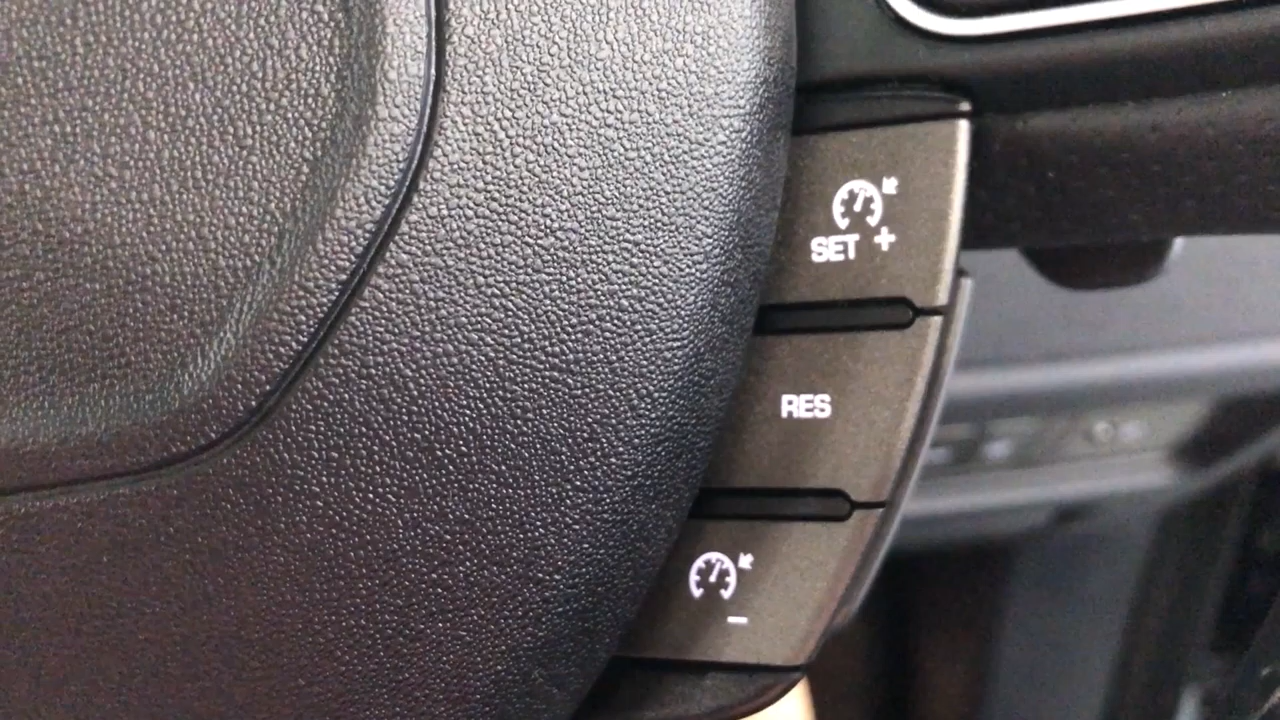 SET +
RES
–